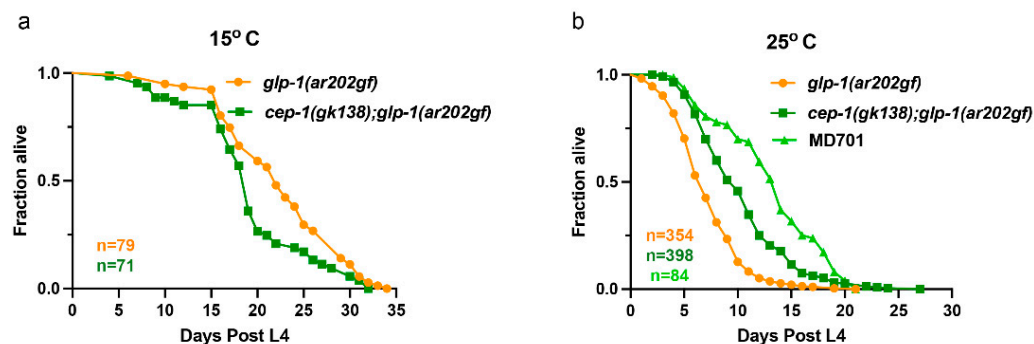 a
15° C
glp-1(ar202gf)
cep-1(gk138);glp-1(ar202gf)
Fraction alive
1.0
0.5
0.0
n=79
n=71
0 5 10 15 20 25 30 35
Days Post L4
b
25° C
glp-1(ar202gf)
cep-1(gk138);glp-1(ar202gf)
MD701
Fraction alive
1.0
0.5
0.0
n=354
n=398
n=84
0 5 10 15 20 25 30
Days Post L4